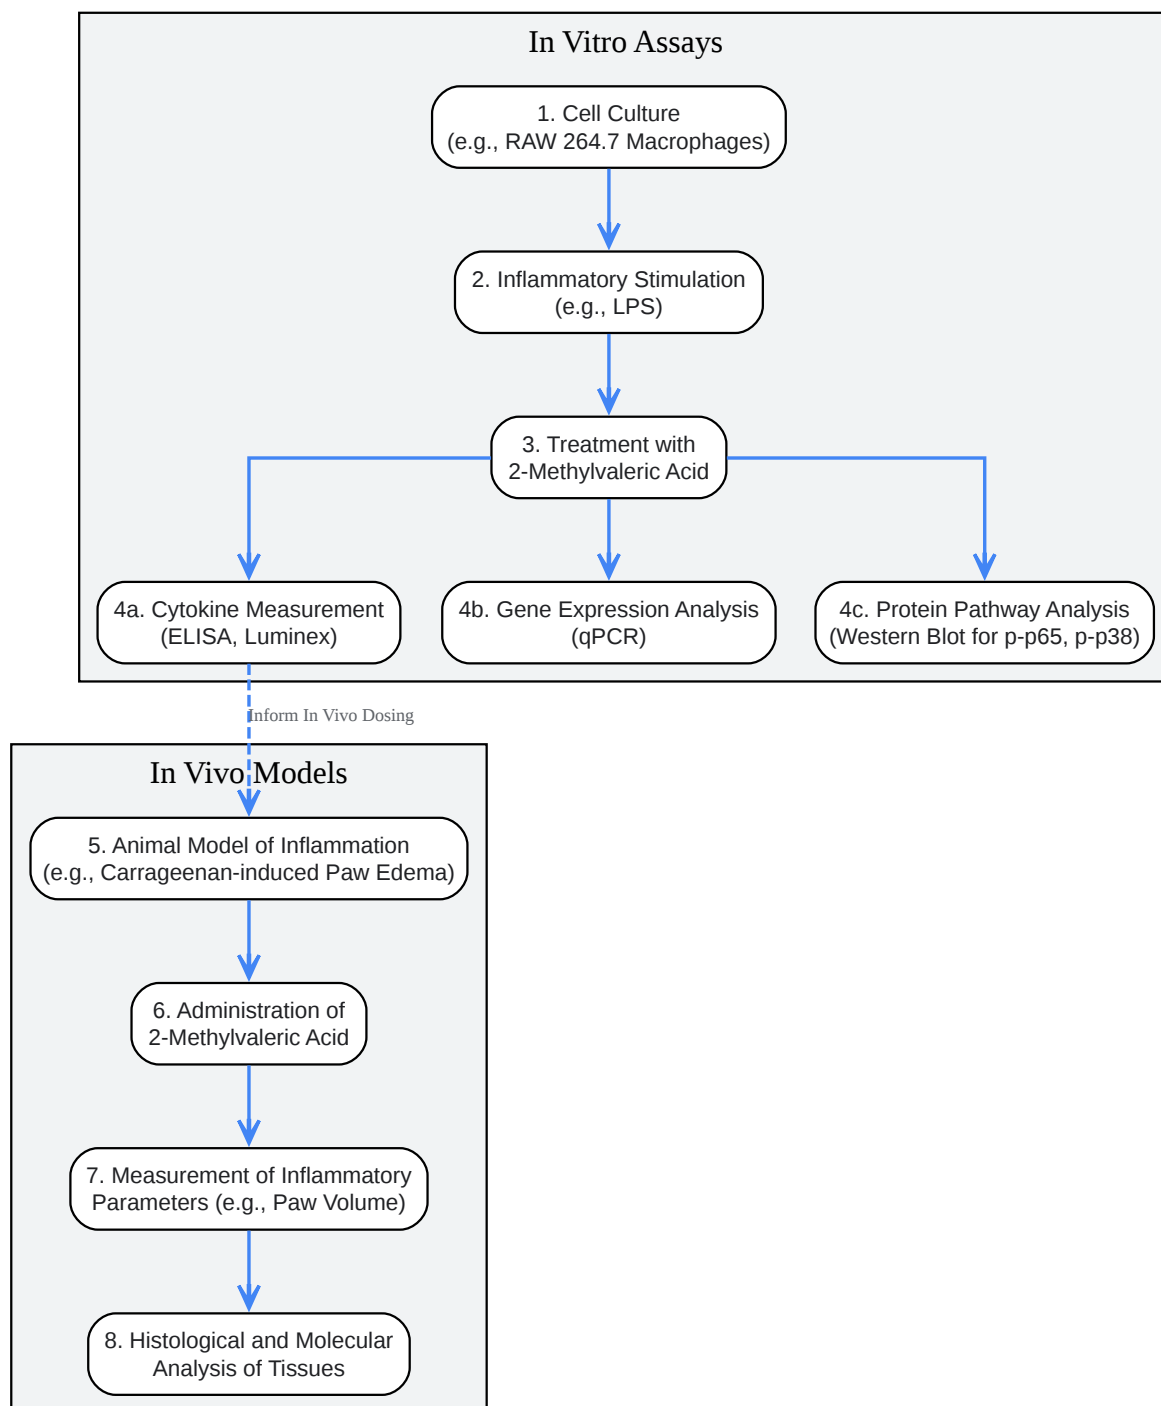 In Vitro Assays
1. Cell Culture
(e.g., RAW 264.7 Macrophages)
2. Inflammatory Stimulation
(e.g., LPS)
3. Treatment with
2-Methylvaleric Acid
4a. Cytokine Measurement
(ELISA, Luminex)
4b. Gene Expression Analysis
(qPCR)
4c. Protein Pathway Analysis
(Western Blot for p-p65, p-p38)
Inform In Vivo Dosing
In Vivo Models
5. Animal Model of Inflammation
(e.g., Carrageenan-induced Paw Edema)
6. Administration of
2-Methylvaleric Acid
7. Measurement of Inflammatory
Parameters (e.g., Paw Volume)
8. Histological and Molecular
Analysis of Tissues